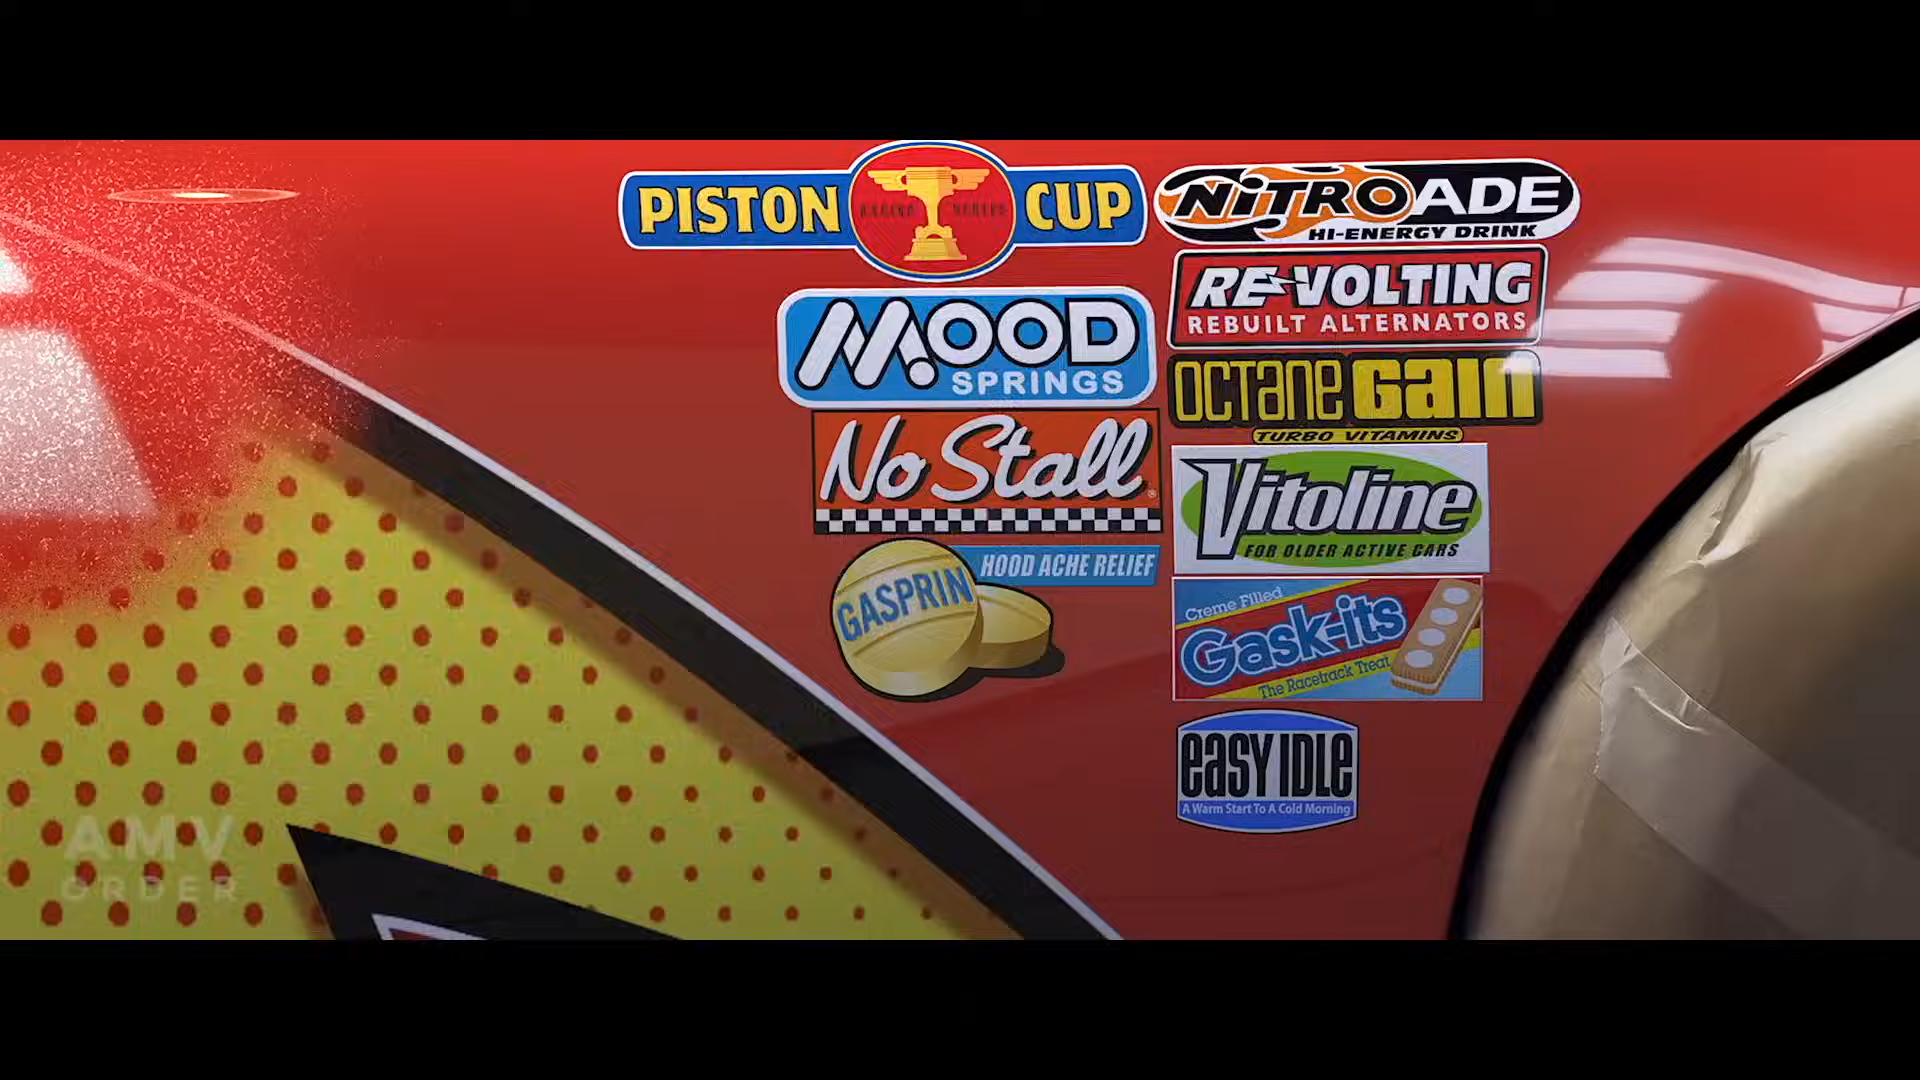 PISTON CUP
RACING SERIES
NiTROADE
HI-ENERGY DRINK
RE-VOLTING
REBUILT ALTERNATORS
MOOD
SPRINGS
OCTANE GAIN
TURBO VITAMINS
No Stall
Vitoline
FOR OLDER ACTIVE CARS
HOOD ACHE RELIEF
GASPRIN
Creme Filled
Gask-its
The Racetrack Treat
EASY IDLE
A Warm Start To A Cold Morning
AMV
ORDER